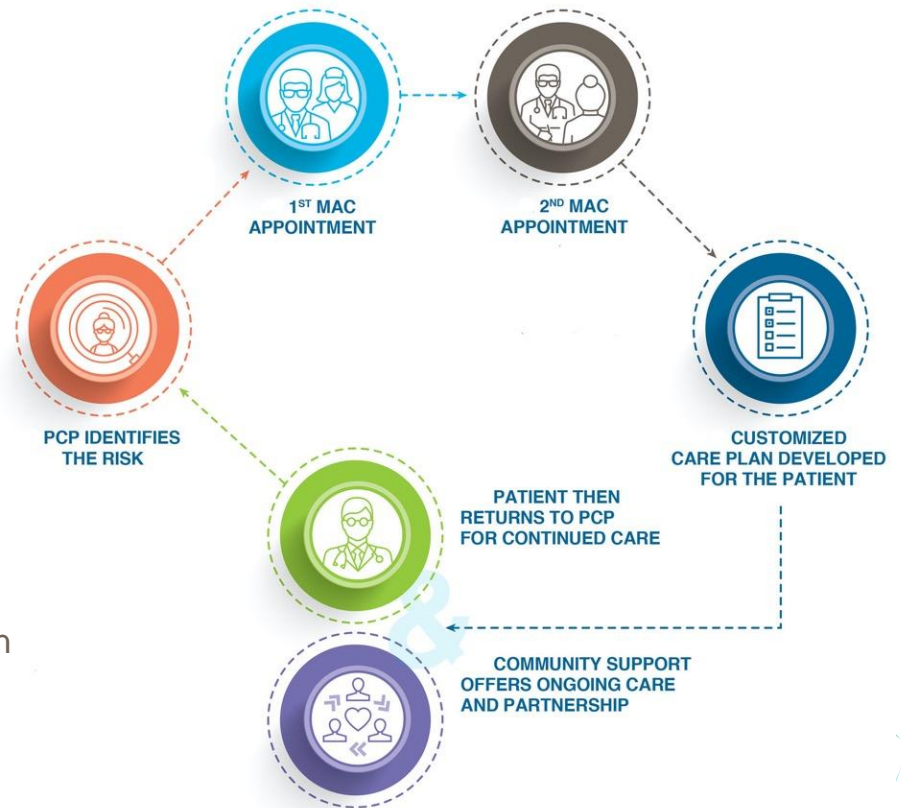 1ST MAC
APPOINTMENT
2ND MAC
APPOINTMENT
PCP IDENTIFIES
THE RISK
CUSTOMIZED
CARE PLAN DEVELOPED
FOR THE PATIENT
PATIENT THEN
RETURNS TO PCP
FOR CONTINUED CARE
&
COMMUNITY SUPPORT
OFFERS ONGOING CARE
AND PARTNERSHIP